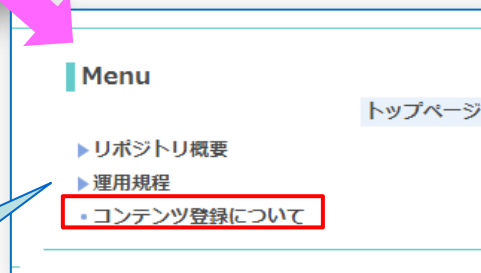 Menu
トップページ
リポジトリ概要
運用規程
コンテンツ登録について